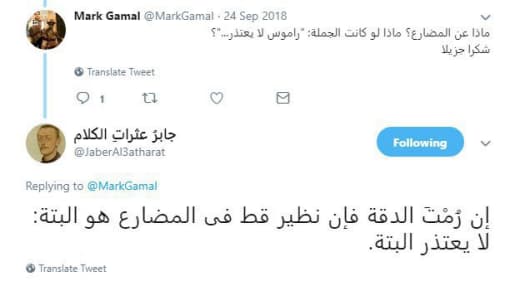 Mark Gamal @MarkGamal · 24 Sep 2018
ماذا عن المضارع؟ ماذا لو كانت الجملة: "راموس لا يعتذر..."؟
شكرا جزيلا
Translate Tweet
1
جابرُ عثراتِ الكلام
@JaberAl3atharat
Following
Replying to @MarkGamal
إن رُمْتَ الدقة فإن نظير قط فى المضارع هو البتة:
لا يعتذر البتة.
Translate Tweet